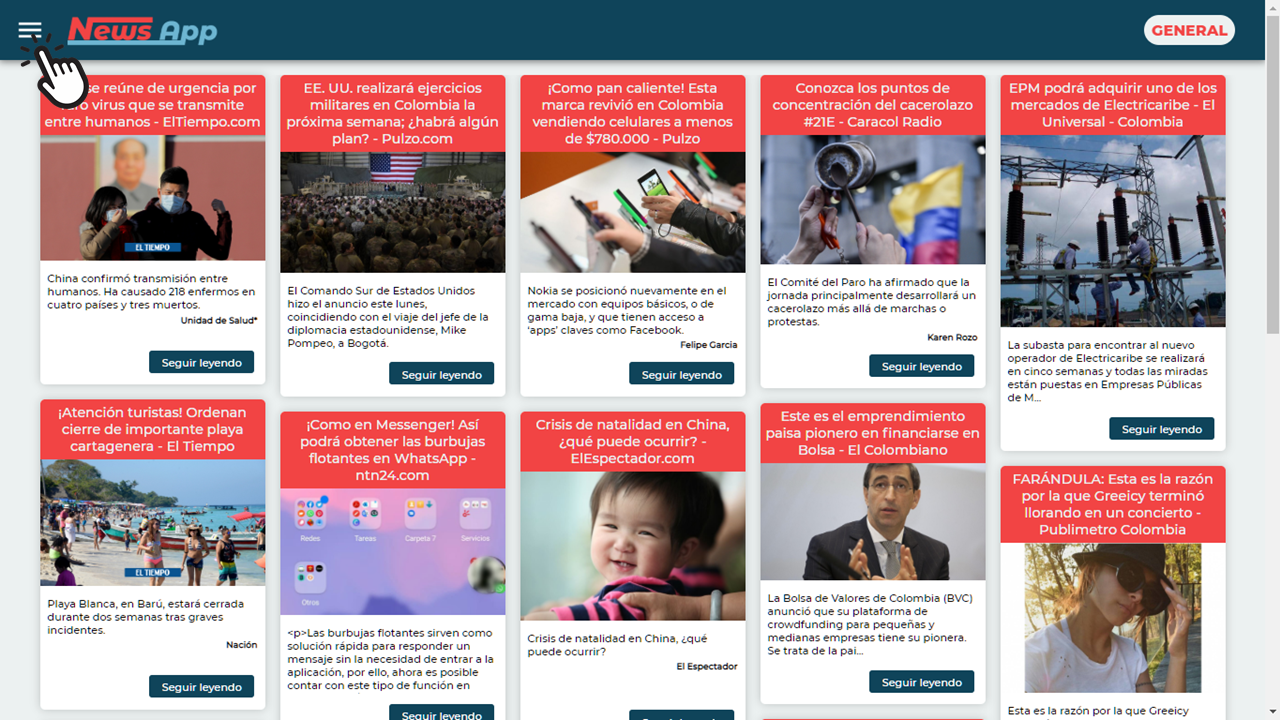 News App
GENERAL
se reúne de urgencia por
virus que se transmite
entre humanos - ElTiempo.com
EL TIEMPO
China confirmó transmisión entre
humanos. Ha causado 218 enfermos en
cuatro países y tres muertos.
Unidad de Salud*
Seguir leyendo
EE. UU. realizará ejercicios
militares en Colombia la
próxima semana; ¿habrá algún
plan? - Pulzo.com
El Comando Sur de Estados Unidos
hizo el anuncio este lunes,
coincidiendo con el viaje del jefe de la
diplomacia estadounidense, Mike
Pompeo, a Bogotá.
Seguir leyendo
¡Como pan caliente! Esta
marca revivió en Colombia
vendiendo celulares a menos
de $780.000 - Pulzo
Nokia se posicionó nuevamente en el
mercado con equipos básicos, o de
gama baja, y que tienen acceso a
‘apps’ claves como Facebook.
Felipe Garcia
Seguir leyendo
Conozca los puntos de
concentración del cacerolazo
#21E - Caracol Radio
El Comité del Paro ha afirmado que la
jornada principalmente desarrollará un
cacerolazo más allá de marchas o
protestas.
Karen Rozo
Seguir leyendo
EPM podrá adquirir uno de los
mercados de Electricaribe - El
Universal - Colombia
La subasta para encontrar al nuevo
operador de Electricaribe se realizará
en cinco semanas y todas las miradas
están puestas en Empresas Públicas
de M...
Seguir leyendo
¡Atención turistas! Ordenan
cierre de importante playa
cartagenera - El Tiempo
EL TIEMPO
Playa Blanca, en Barú, estará cerrada
durante dos semanas tras graves
incidentes.
Nación
Seguir leyendo
¡Como en Messenger! Así
podrá obtener las burbujas
flotantes en WhatsApp -
ntn24.com
Redes
Tareas
Carpeta 7
Servicios
Otros
<p>Las burbujas flotantes sirven como
solución rápida para responder un
mensaje sin la necesidad de entrar a la
aplicación, por ello, ahora es posible
contar con este tipo de función en
Seguir leyendo
Crisis de natalidad en China,
¿qué puede ocurrir? -
ElEspectador.com
Crisis de natalidad en China, ¿qué
puede ocurrir?
El Espectador
Este es el emprendimiento
paisa pionero en financiarse en
Bolsa - El Colombiano
La Bolsa de Valores de Colombia (BVC)
anunció que su plataforma de
crowdfunding para pequeñas y
medianas empresas tiene su pionera.
Se trata de la pai...
Seguir leyendo
FARÁNDULA: Esta es la razón
por la que Greeicy terminó
llorando en un concierto -
Publimetro Colombia
Esta es la razón por la que Greeicy